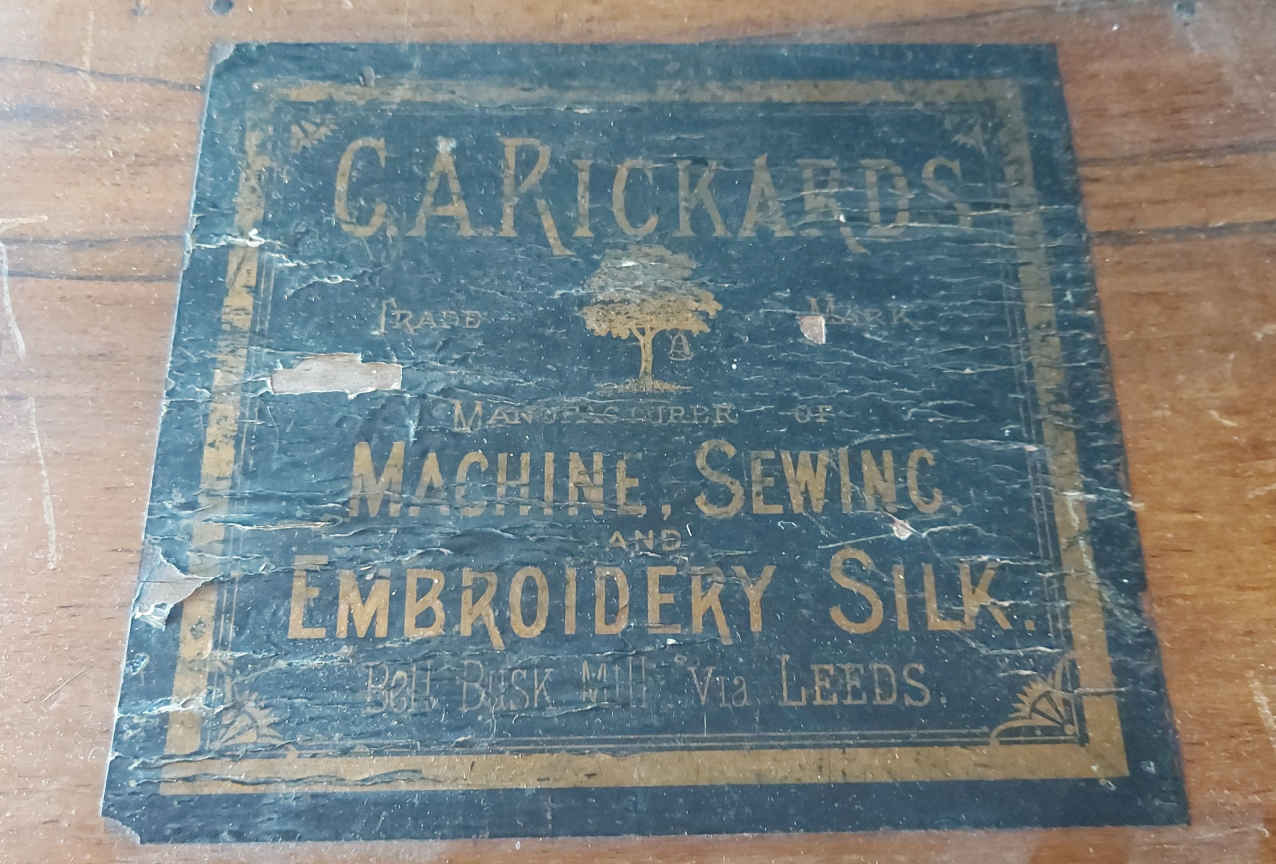 C.A. RICKARDS
TRADE MARK
A
MANUFACTURER OF
MACHINE, SEWING,
AND
EMBROIDERY SILK.
Bell Busk Mill Via LEEDS.